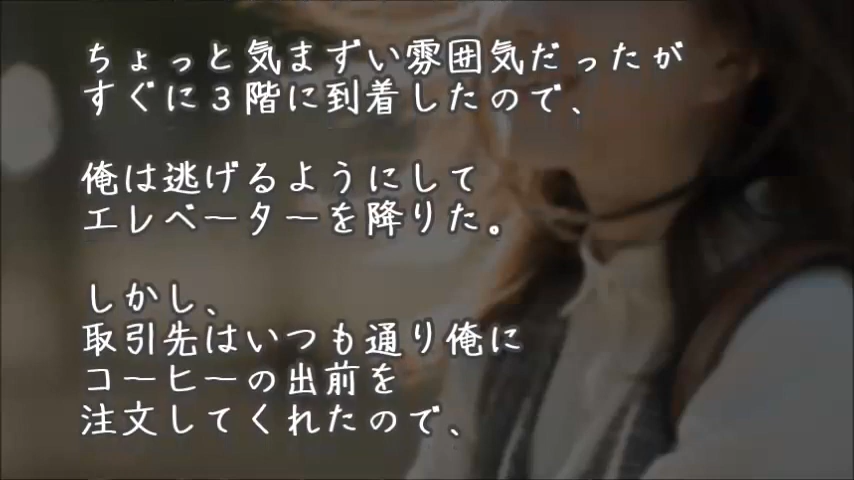 ちょっと気まずい雰囲気だったが
すぐに３階に到着したので、
俺は逃げるようにして
エレベーターを降りた。
しかし、
取引先はいつも通り俺に
コーヒーの出前を
注文してくれたので、